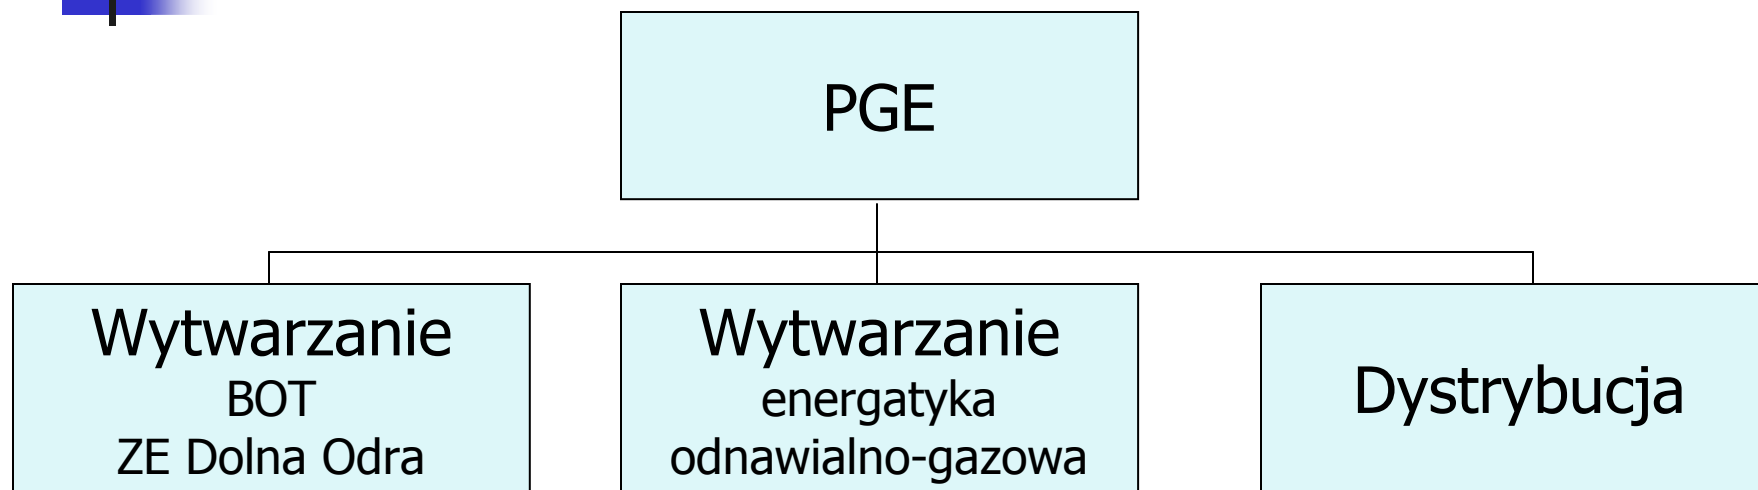 PGE
Wytwarzanie
BOT
ZE Dolna Odra
Wytwarzanie
energatyka
odnawialno-gazowa
Dystrybucja